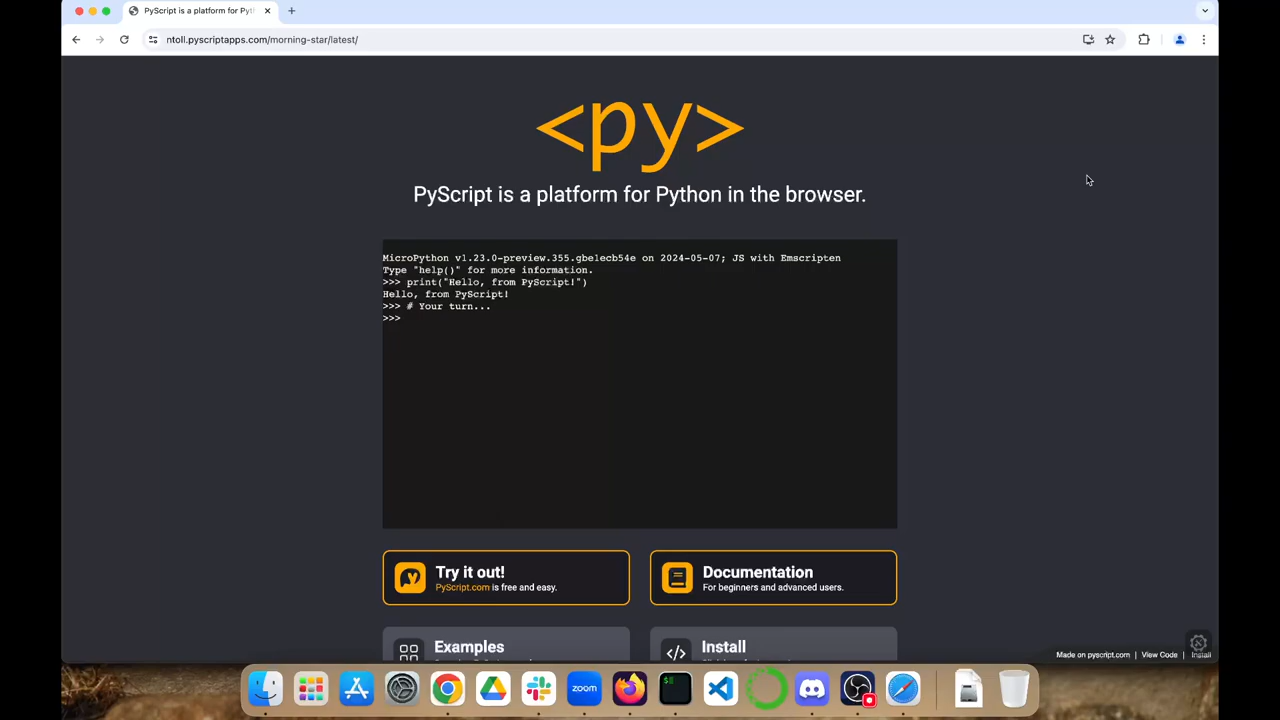 PyScript is a platform for Pyth
ntoll.pyscriptapps.com/morning-star/latest/
<py>
PyScript is a platform for Python in the browser.
MicroPython v1.23.0-preview.355.gbe1ecb54e on 2024-05-07; JS with Emscripten
Type "help()" for more information.
>>> print("Hello, from PyScript!")
Hello, from PyScript!
>>> # Your turn...
>>>
Try it out!
PyScript.com is free and easy.
Documentation
For beginners and advanced users.
Examples
Install
Made on pyscript.com | View Code |
Install
zoom